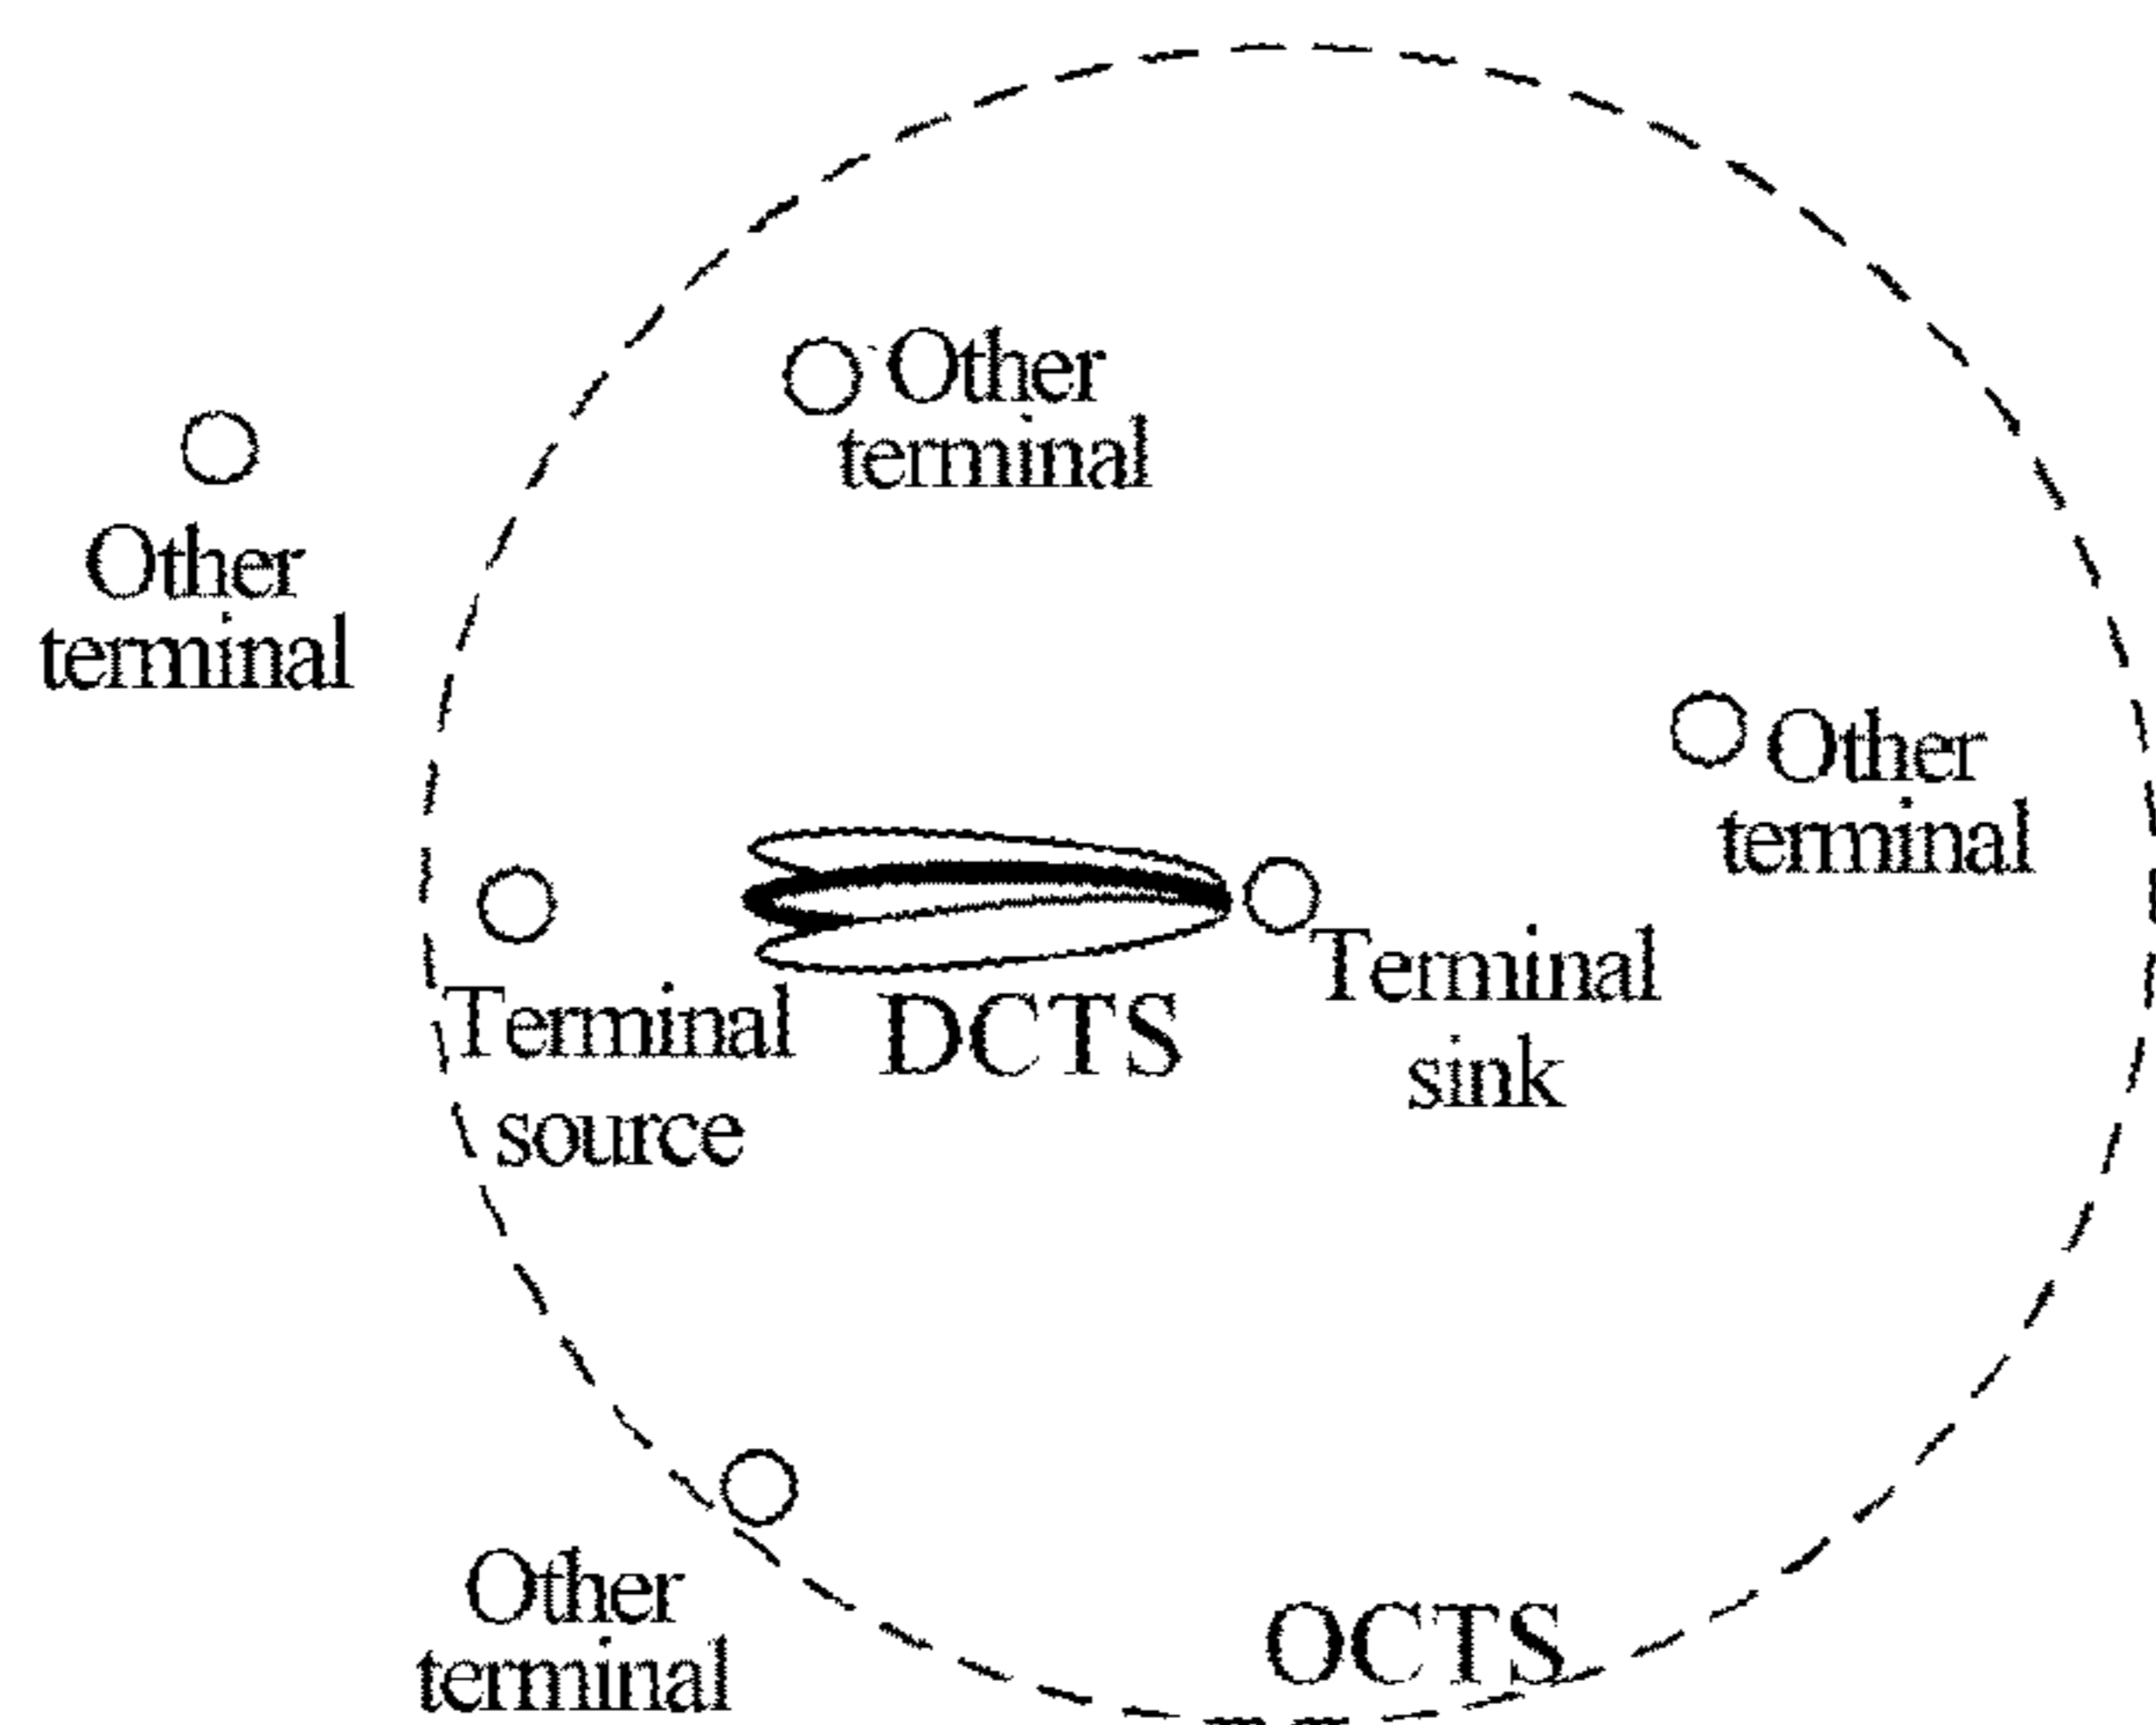 Other
terminal
Other
terminal
Other
terminal
Terminal
source
DCTS
Terminal
sink
Other
terminal
OCTS